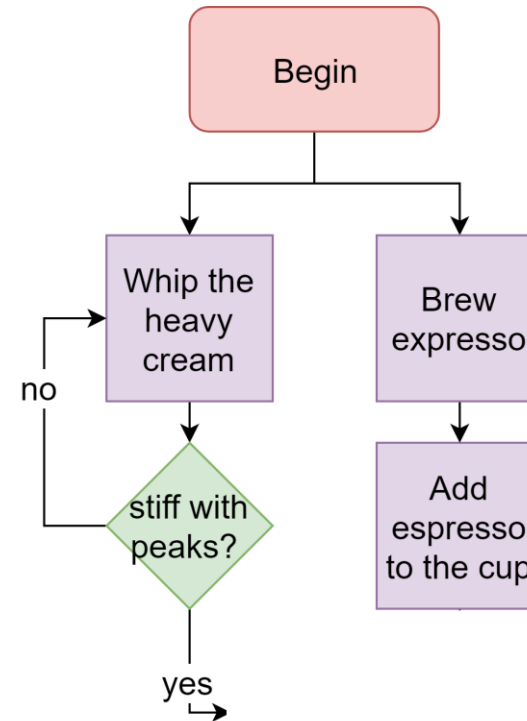 Begin
Whip the
heavy
cream
Brew
expresso
no
stiff with
peaks?
Add
espresso
to the cup
yes